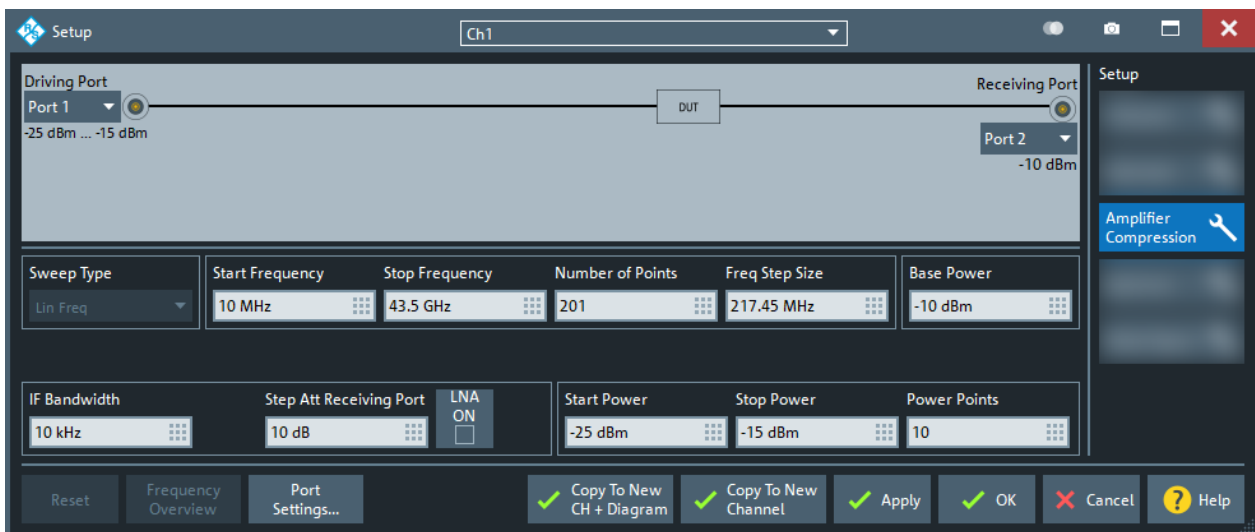 Setup
Ch1
Driving Port
Port 1
-25 dBm ... -15 dBm
DUT
Receiving Port
Port 2
-10 dBm
Setup
Amplifier
Compression
Sweep Type
Lin Freq
Start Frequency
10 MHz
Stop Frequency
43.5 GHz
Number of Points
201
Freq Step Size
217.45 MHz
Base Power
-10 dBm
IF Bandwidth
10 kHz
Step Att Receiving Port
10 dB
LNA
ON
Start Power
-25 dBm
Stop Power
-15 dBm
Power Points
10
Reset
Frequency
Overview
Port
Settings...
Copy To New
CH + Diagram
Copy To New
Channel
Apply
OK
Cancel
? Help